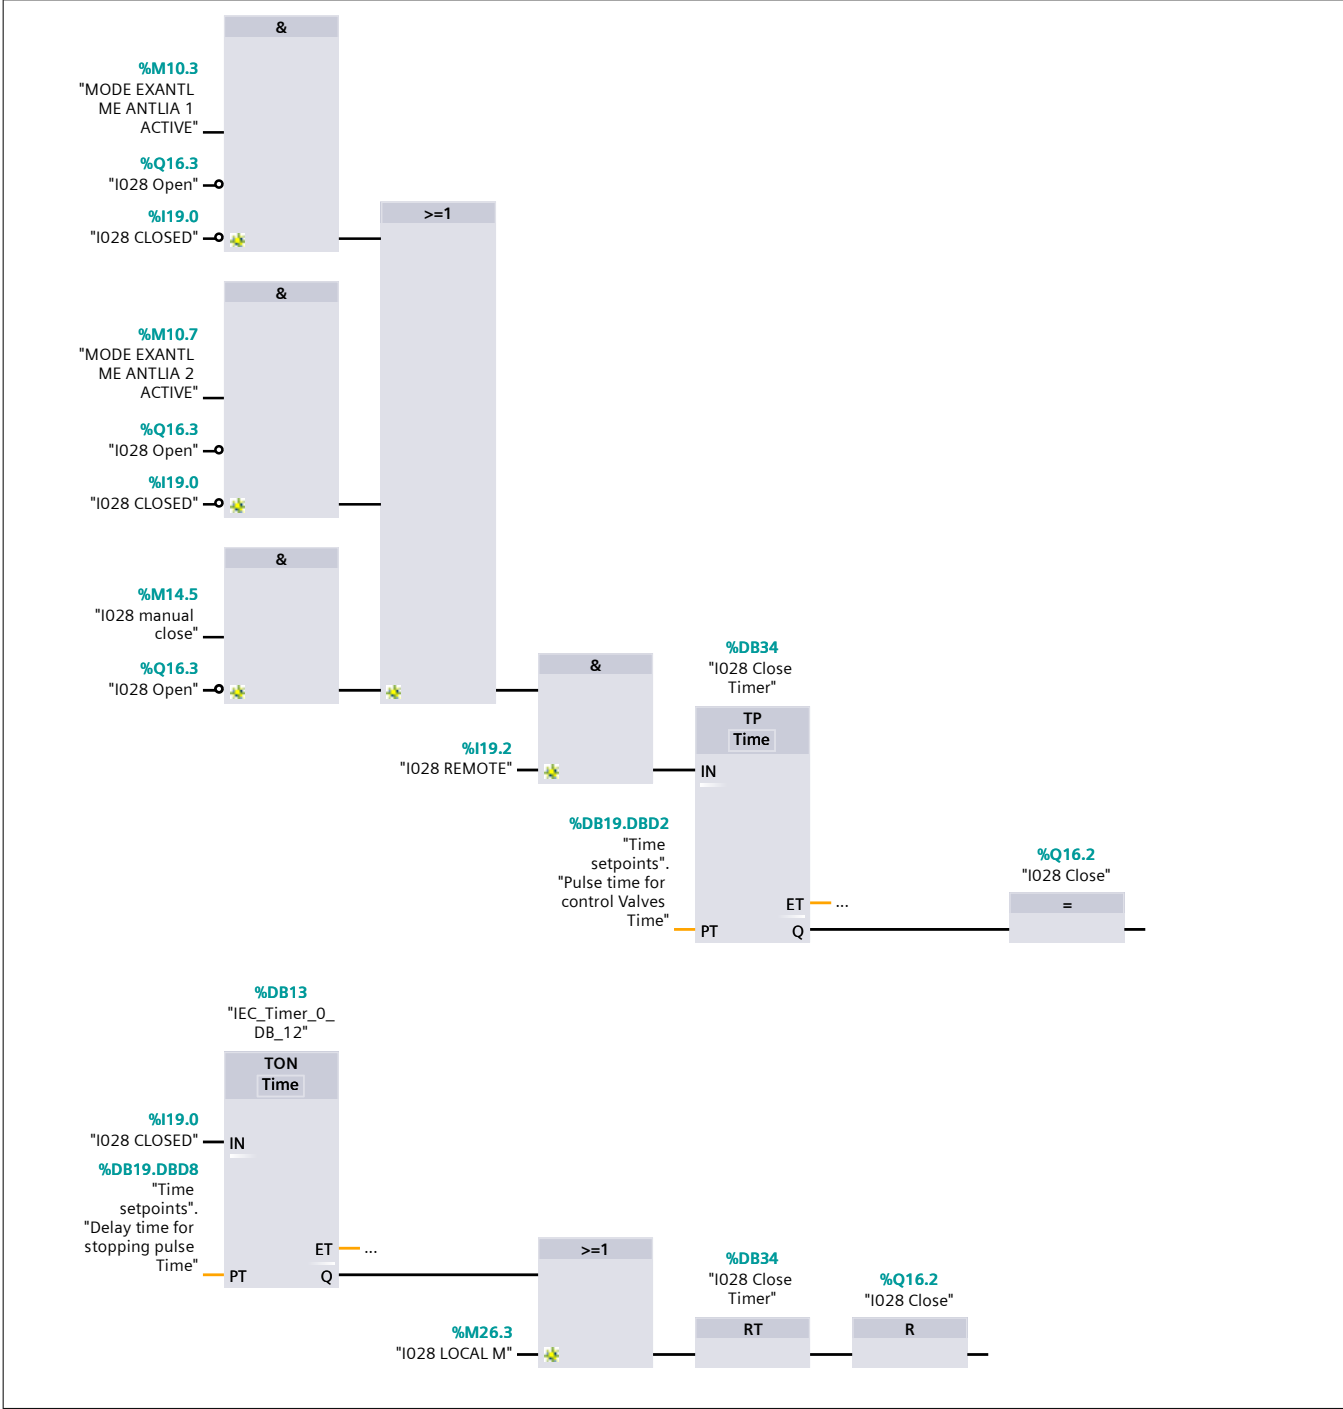 &
%M10.3
"MODE EXANTL
ME ANTLIA 1
ACTIVE"
%Q16.3
"I028 Open"
%I19.0
"I028 CLOSED"
>=1
&
%M10.7
"MODE EXANTL
ME ANTLIA 2
ACTIVE"
%Q16.3
"I028 Open"
%I19.0
"I028 CLOSED"
&
%M14.5
"I028 manual
close"
%Q16.3
"I028 Open"
&
%I19.2
"I028 REMOTE"
%DB34
"I028 Close
Timer"
TP
Time
IN
%DB19.DBD2
"Time
setpoints".
"Pulse time for
control Valves
Time"
PT
ET
...
Q
%Q16.2
"I028 Close"
=
%DB13
"IEC_Timer_0_
DB_12"
TON
Time
%I19.0
"I028 CLOSED"
IN
%DB19.DBD8
"Time
setpoints".
"Delay time for
stopping pulse
Time"
PT
ET
...
Q
>=1
%M26.3
"I028 LOCAL M"
%DB34
"I028 Close
Timer"
RT
%Q16.2
"I028 Close"
R